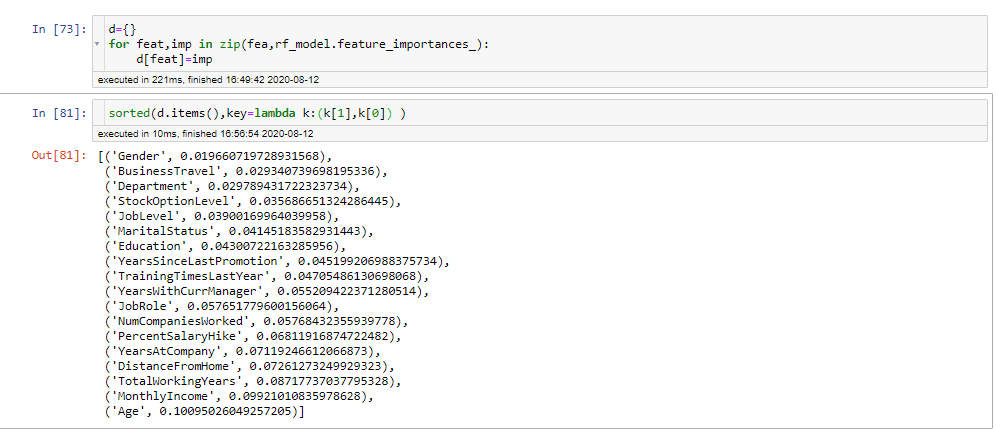 In [73]: d={}
for feat,imp in zip(fea,rf_model.feature_importances_):
    d[feat]=imp
executed in 221ms, finished 16:49:42 2020-08-12
In [81]: sorted(d.items(),key=lambda k:(k[1],k[0]) )
executed in 10ms, finished 16:56:54 2020-08-12
Out[81]: [('Gender', 0.019660719728931568),
('BusinessTravel', 0.029340739698195336),
('Department', 0.029789431722323734),
('StockOptionLevel', 0.035686651324286445),
('JobLevel', 0.03900169964039958),
('MaritalStatus', 0.04145183582931443),
('Education', 0.04300722163285956),
('YearsSinceLastPromotion', 0.045199206988375734),
('TrainingTimesLastYear', 0.04705486130698068),
('YearsWithCurrManager', 0.055209422371280514),
('JobRole', 0.057651779600156064),
('NumCompaniesWorked', 0.05768432355939778),
('PercentSalaryHike', 0.06811916874722482),
('YearsAtCompany', 0.07119246612066873),
('DistanceFromHome', 0.07261273249929323),
('TotalWorkingYears', 0.08717737037795328),
('MonthlyIncome', 0.09921010835978628),
('Age', 0.10095026049257205)]